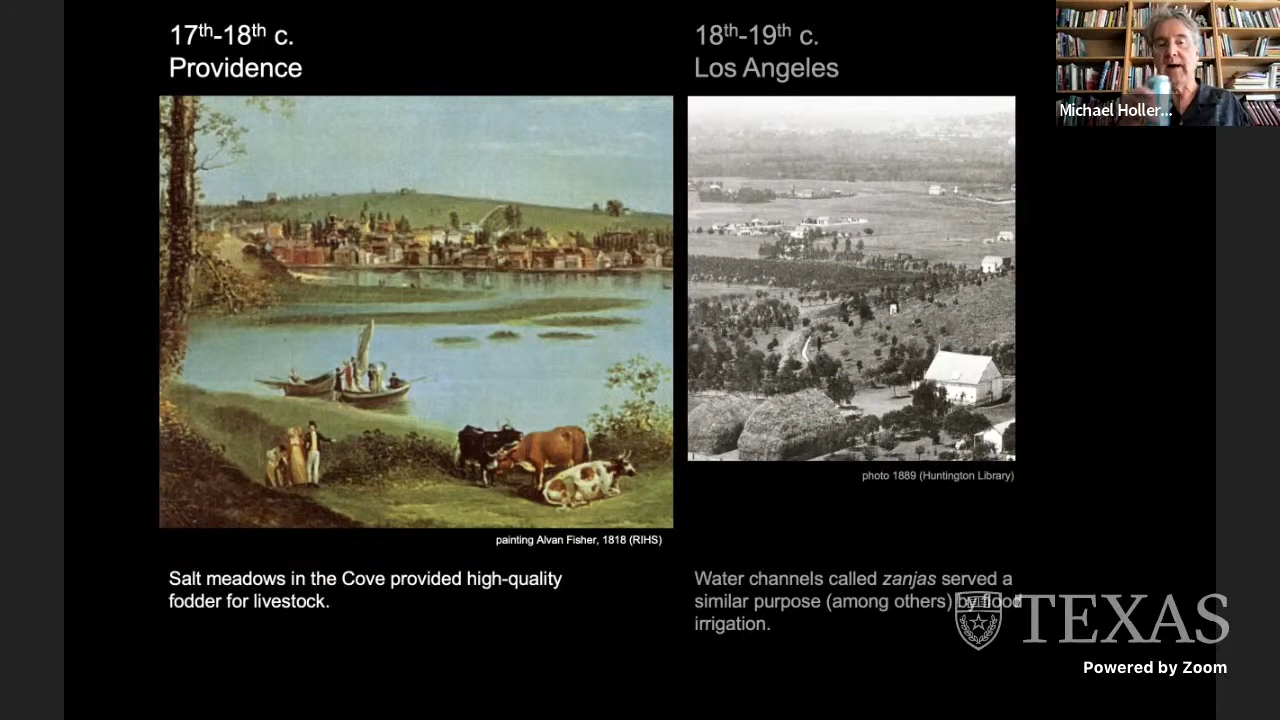 17th-18th c.
Providence
18th-19th c.
Los Angeles
Michael Holler...
photo 1889 (Huntington Library)
painting Alvan Fisher, 1818 (RIHS)
Salt meadows in the Cove provided high-quality
fodder for livestock.
Water channels called zanjas served a
similar purpose (among others) by flood
irrigation.
TEXAS
Powered by Zoom